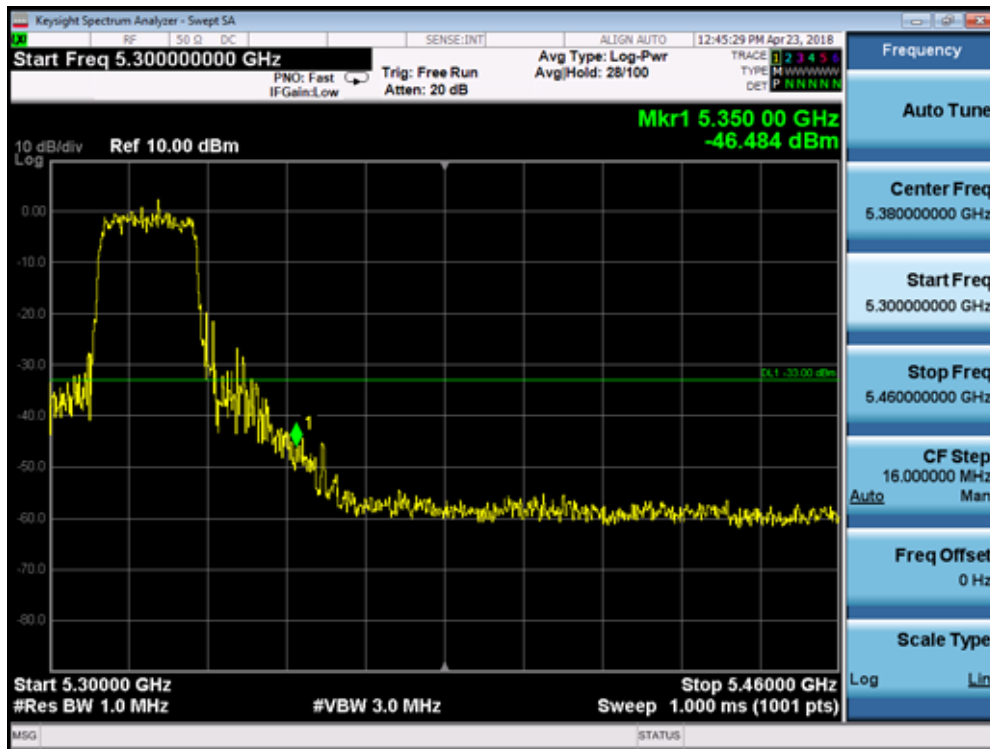 Keysight Spectrum Analyzer - Swept SA
RF 50 Ω DC SENSE:INT ALIGN AUTO 12:45:29 PM Apr 23, 2018
Start Freq 5.300000000 GHz
PNO: Fast
IFGain:Low
Trig: Free Run
Atten: 20 dB
Avg Type: Log-Pwr
Avg|Hold: 28/100
TRACE 1 2 3 4 5 6
TYPE M WWWWW
DET P N N N N N
Mkr1 5.350 00 GHz
-46.484 dBm
10 dB/div Ref 10.00 dBm
Log
0.00
-10.0
-20.0
-30.0
DL1 -33.00 dBm
-40.0
1
-50.0
-60.0
-70.0
-80.0
Start 5.30000 GHz Stop 5.46000 GHz
#Res BW 1.0 MHz #VBW 3.0 MHz Sweep 1.000 ms (1001 pts)
MSG STATUS
Frequency
Auto Tune
Center Freq
5.380000000 GHz
Start Freq
5.300000000 GHz
Stop Freq
5.460000000 GHz
CF Step
16.000000 MHz
Auto Man
Freq Offset
0 Hz
Scale Type
Log Lin